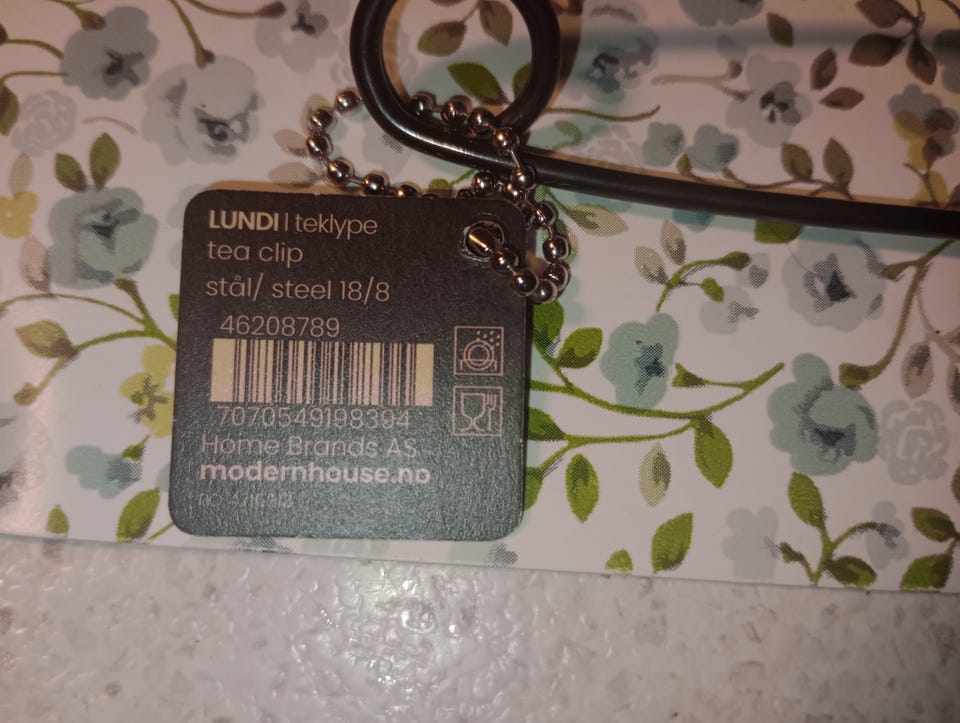 LUNDI | teklype
tea clip
stål/ steel 18/8
46208789
7070549198394
Home Brands AS
modernhouse.no